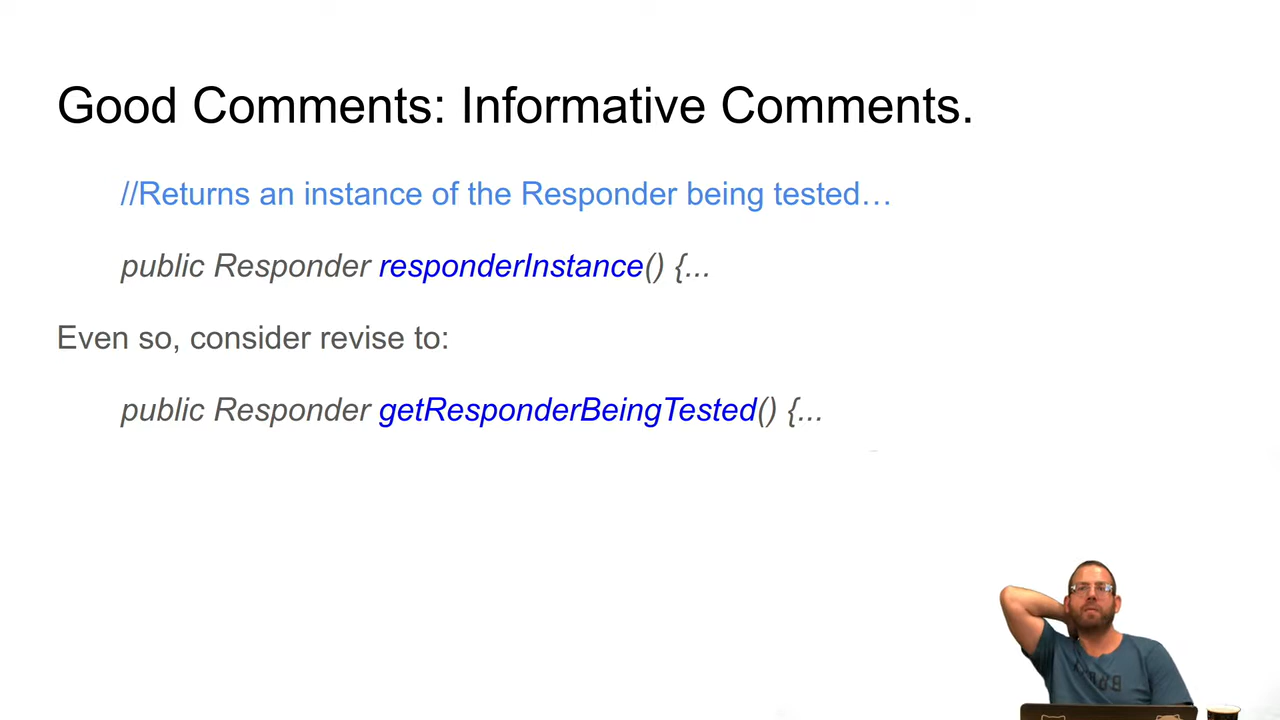 Good Comments: Informative Comments.
//Returns an instance of the Responder being tested…
public Responder responderInstance() {...
Even so, consider revise to:
public Responder getResponderBeingTested() {...